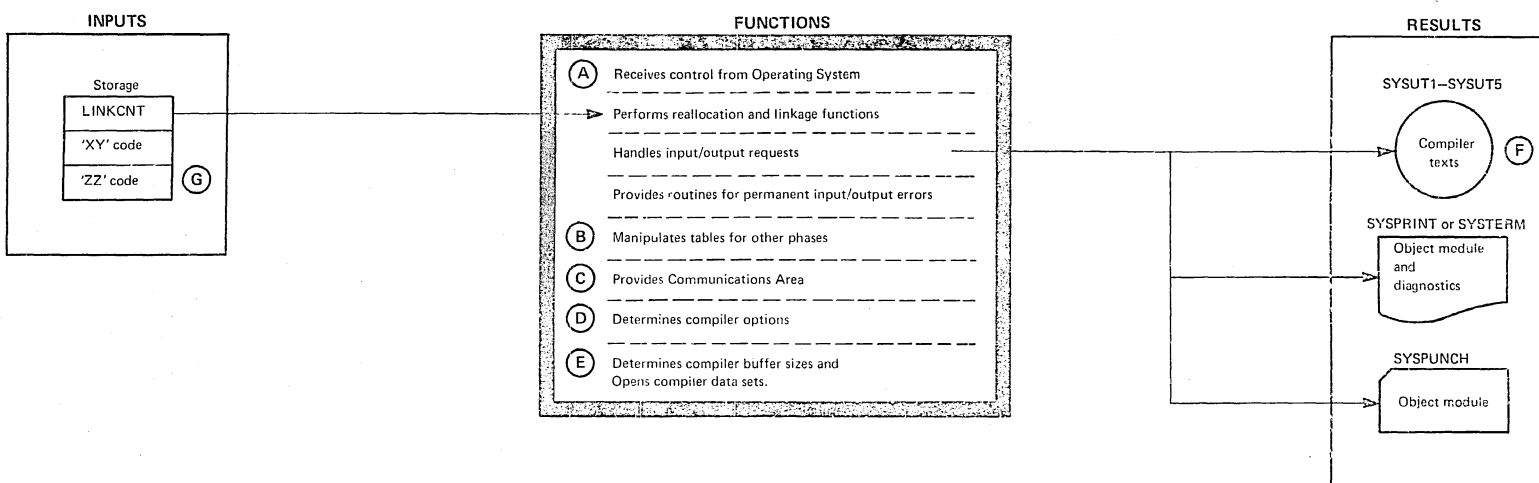 INPUTS
Storage
LINKCNT
'XY' code
'ZZ' code
G
FUNCTIONS
A Receives control from Operating System
Performs reallocation and linkage functions
Handles input/output requests
Provides routines for permanent input/output errors
B Manipulates tables for other phases
C Provides Communications Area
D Determines compiler options
E Determines compiler buffer sizes and
Opens compiler data sets.
RESULTS
SYSUT1–SYSUT5
Compiler
texts
F
SYSPRINT or SYSTERM
Object module
and
diagnostics
SYSPUNCH
Object module